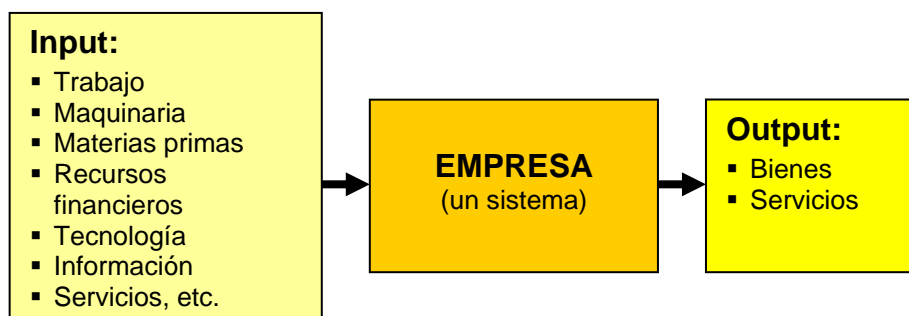 Input:
▪ Trabajo
▪ Maquinaria
▪ Materias primas
▪ Recursos
financieros
▪ Tecnología
▪ Información
▪ Servicios, etc.
EMPRESA
(un sistema)
Output:
▪ Bienes
▪ Servicios